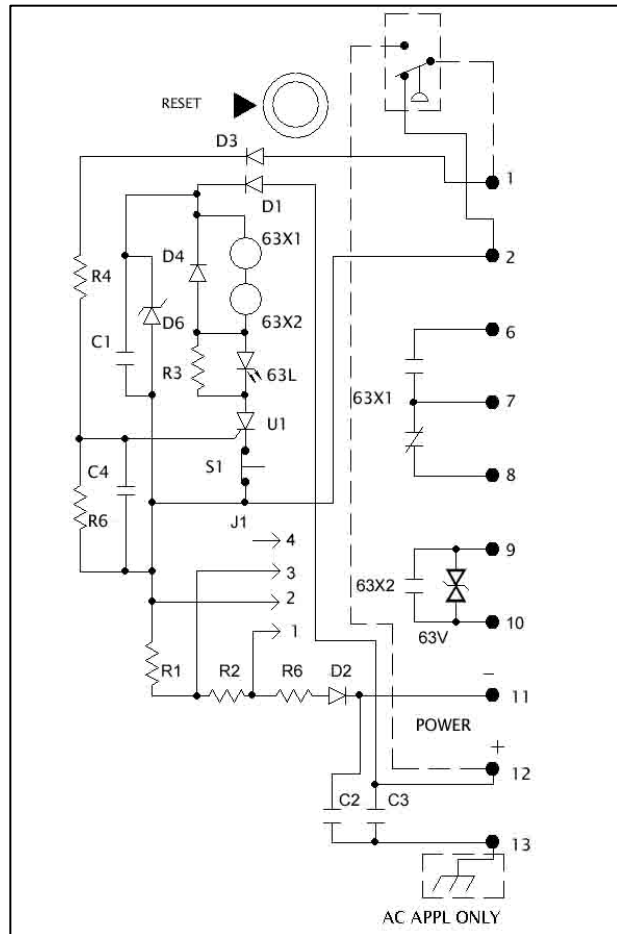 RESET
D3
1
D1
2
63X1
D4
R4
63X2
6
D6
C1
R3
63L
63X1
7
U1
S1
8
C4
R6
J1
4
9
3
63X2
2
63V
10
1
R1
R2
R6
D2
−
11
POWER
+
12
C2
C3
13
AC APPL ONLY